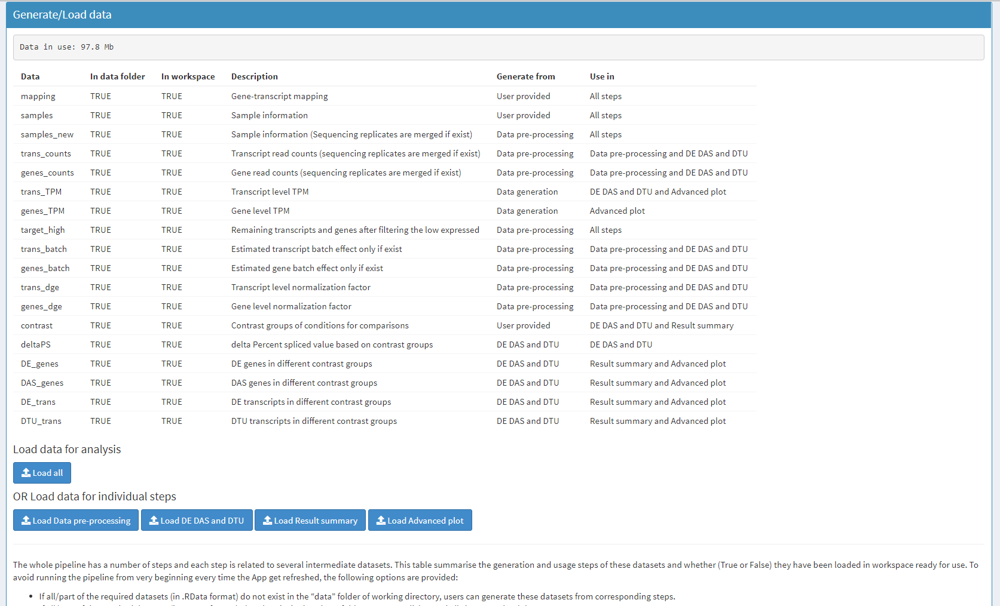 Generate/Load data
Data in use: 97.8 Mb
Data In data folder In workspace Description Generate from Use in
mapping TRUE TRUE Gene-transcript mapping User provided All steps
samples TRUE TRUE Sample information User provided All steps
samples_new TRUE TRUE Sample information (Sequencing replicates are merged if exist) Data pre-processing All steps
trans_counts TRUE TRUE Transcript read counts (sequencing replicates are merged if exist) Data pre-processing Data pre-processing and DE DAS and DTU
genes_counts TRUE TRUE Gene read counts (sequencing replicates are merged if exist) Data pre-processing Data pre-processing and DE DAS and DTU
trans_TPM TRUE TRUE Transcript level TPM Data generation DE DAS and DTU and Advanced plot
genes_TPM TRUE TRUE Gene level TPM Data generation Advanced plot
target_high TRUE TRUE Remaining transcripts and genes after filtering the low expressed Data pre-processing All steps
trans_batch TRUE TRUE Estimated transcript batch effect only if exist Data pre-processing Data pre-processing and DE DAS and DTU
genes_batch TRUE TRUE Estimated gene batch effect only if exist Data pre-processing Data pre-processing and DE DAS and DTU
trans_dge TRUE TRUE Transcript level normalization factor Data pre-processing Data pre-processing and DE DAS and DTU
genes_dge TRUE TRUE Gene level normalization factor Data pre-processing Data pre-processing and DE DAS and DTU
contrast TRUE TRUE Contrast groups of conditions for comparisons User provided DE DAS and DTU and Result summary
deltaPS TRUE TRUE delta Percent spliced value based on contrast groups DE DAS and DTU DE DAS and DTU
DE_genes TRUE TRUE DE genes in different contrast groups DE DAS and DTU Result summary and Advanced plot
DAS_genes TRUE TRUE DAS genes in different contrast groups DE DAS and DTU Result summary and Advanced plot
DE_trans TRUE TRUE DE transcripts in different contrast groups DE DAS and DTU Result summary and Advanced plot
DTU_trans TRUE TRUE DTU transcripts in different contrast groups DE DAS and DTU Result summary and Advanced plot
Load data for analysis
Load all
OR Load data for individual steps
Load Data pre-processing Load DE DAS and DTU Load Result summary Load Advanced plot
The whole pipeline has a number of steps and each step is related to several intermediate datasets. This table summarise the generation and usage steps of these datasets and whether (True or False) they have been loaded in workspace ready for use. To
avoid running the pipeline from very beginning every time the App get refreshed, the following options are provided:
• If all/part of the required datasets (in .RData format) do not exist in the “data” folder of working directory, users can generate these datasets from corresponding steps.